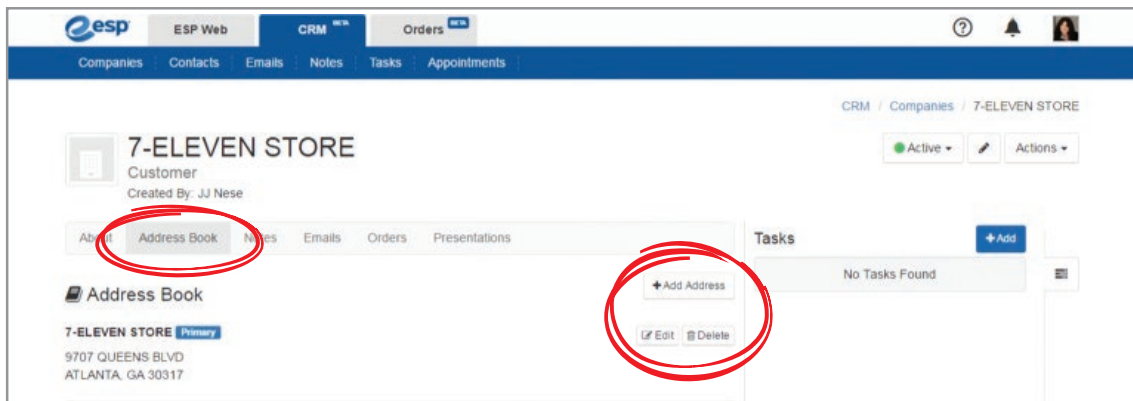 esp ESP Web CRM BETA Orders BETA
Companies Contacts Emails Notes Tasks Appointments
CRM / Companies / 7-ELEVEN STORE
7-ELEVEN STORE
Customer
Created By: JJ Nese
Active Actions
About Address Book Notes Emails Orders Presentations
Tasks +Add
No Tasks Found
Address Book
+Add Address
7-ELEVEN STORE Primary
Edit Delete
9707 QUEENS BLVD
ATLANTA, GA 30317